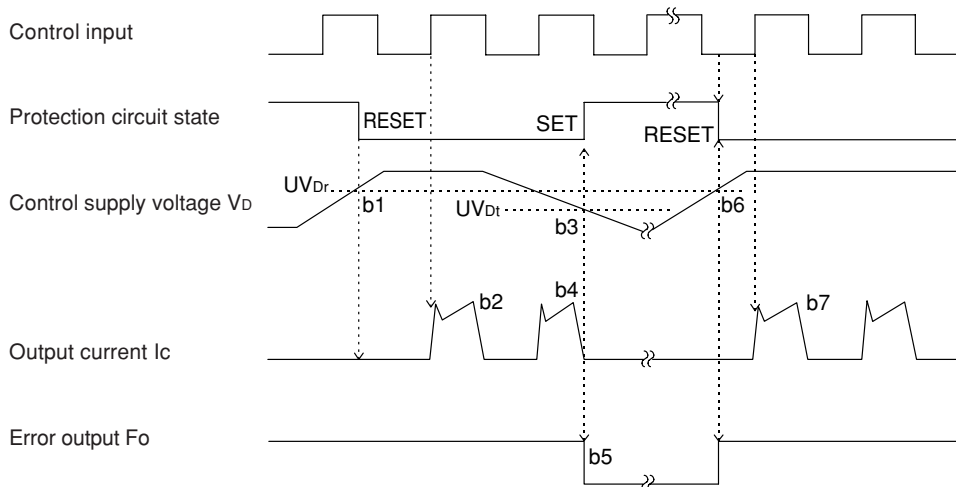 Control input
Protection circuit state
RESET
SET
RESET
UVDr
Control supply voltage VD
b1
UVDt
b3
b6
b2
b4
b7
Output current Ic
Error output Fo
b5